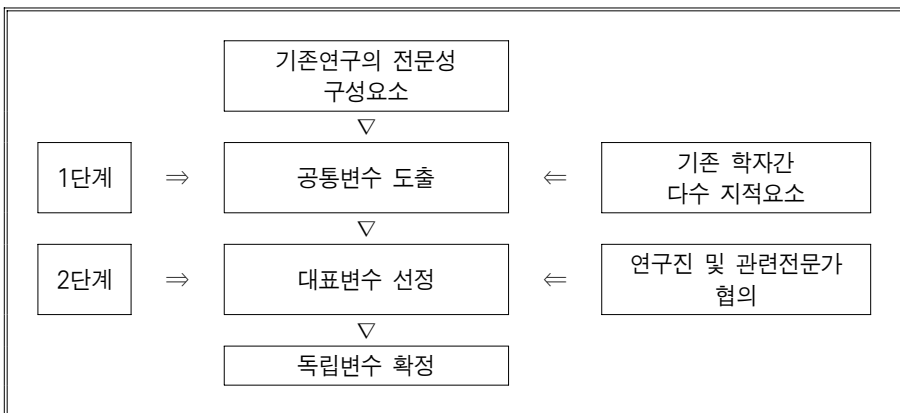 기존연구의 전문성
구성요소
▽
1단계 ⇒ 공통변수 도출 ⇐ 기존 학자간
다수 지적요소
▽
2단계 ⇒ 대표변수 선정 ⇐ 연구진 및 관련전문가
협의
▽
독립변수 확정